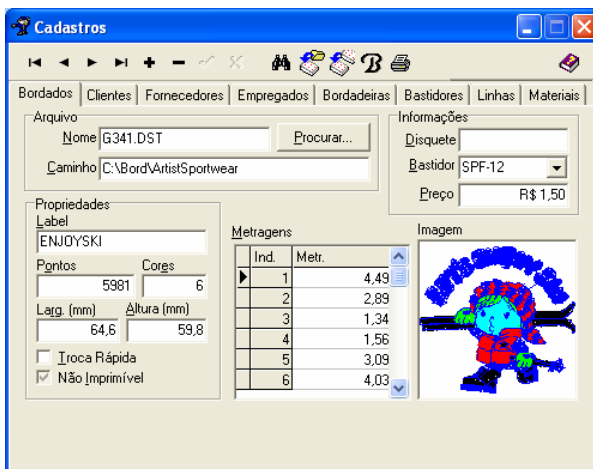 Cadastros
B
Bordados Clientes Fornecedores Empregados Bordadeiras Bastidores Linhas Materiais
Arquivo
Nome G341.DST Procurar...
Caminho C:\Bord\ArtistSportwear
Informações
Disquete
Bastidor SPF-12
Preço R$ 1,50
Propriedades
Label
ENJOYSKI
Pontos Cores
5981 6
Larg. (mm) Altura (mm)
64,6 59,8
Troca Rápida
Não Imprimível
Metragens
Ind. Metr.
1 4,49
2 2,89
3 1,34
4 1,56
5 3,09
6 4,03
Imagem